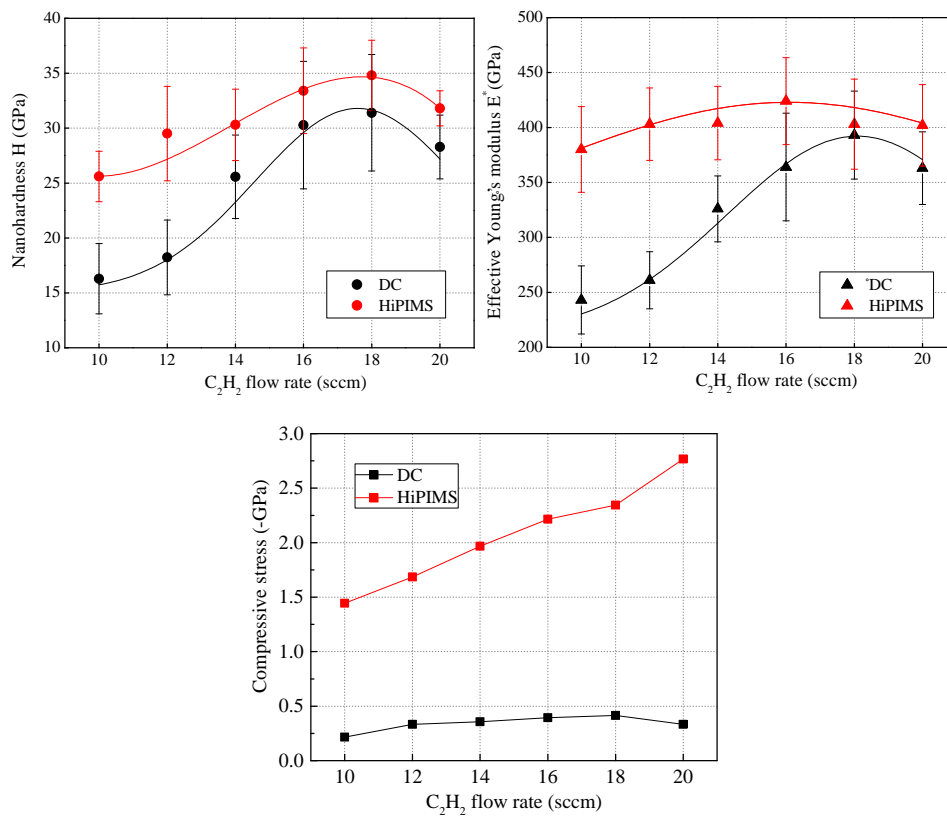 Nanohardness H (GPa)
40
35
30
25
20
15
10
10 12 14 16 18 20
C₂H₂ flow rate (sccm)
DC
HiPIMS
Effective Young's modulus E* (GPa)
500
450
400
350
300
250
200
10 12 14 16 18 20
C₂H₂ flow rate (sccm)
DC
HiPIMS
Compressive stress (-GPa)
3.0
2.5
2.0
1.5
1.0
0.5
0.0
10 12 14 16 18 20
C₂H₂ flow rate (sccm)
DC
HiPIMS